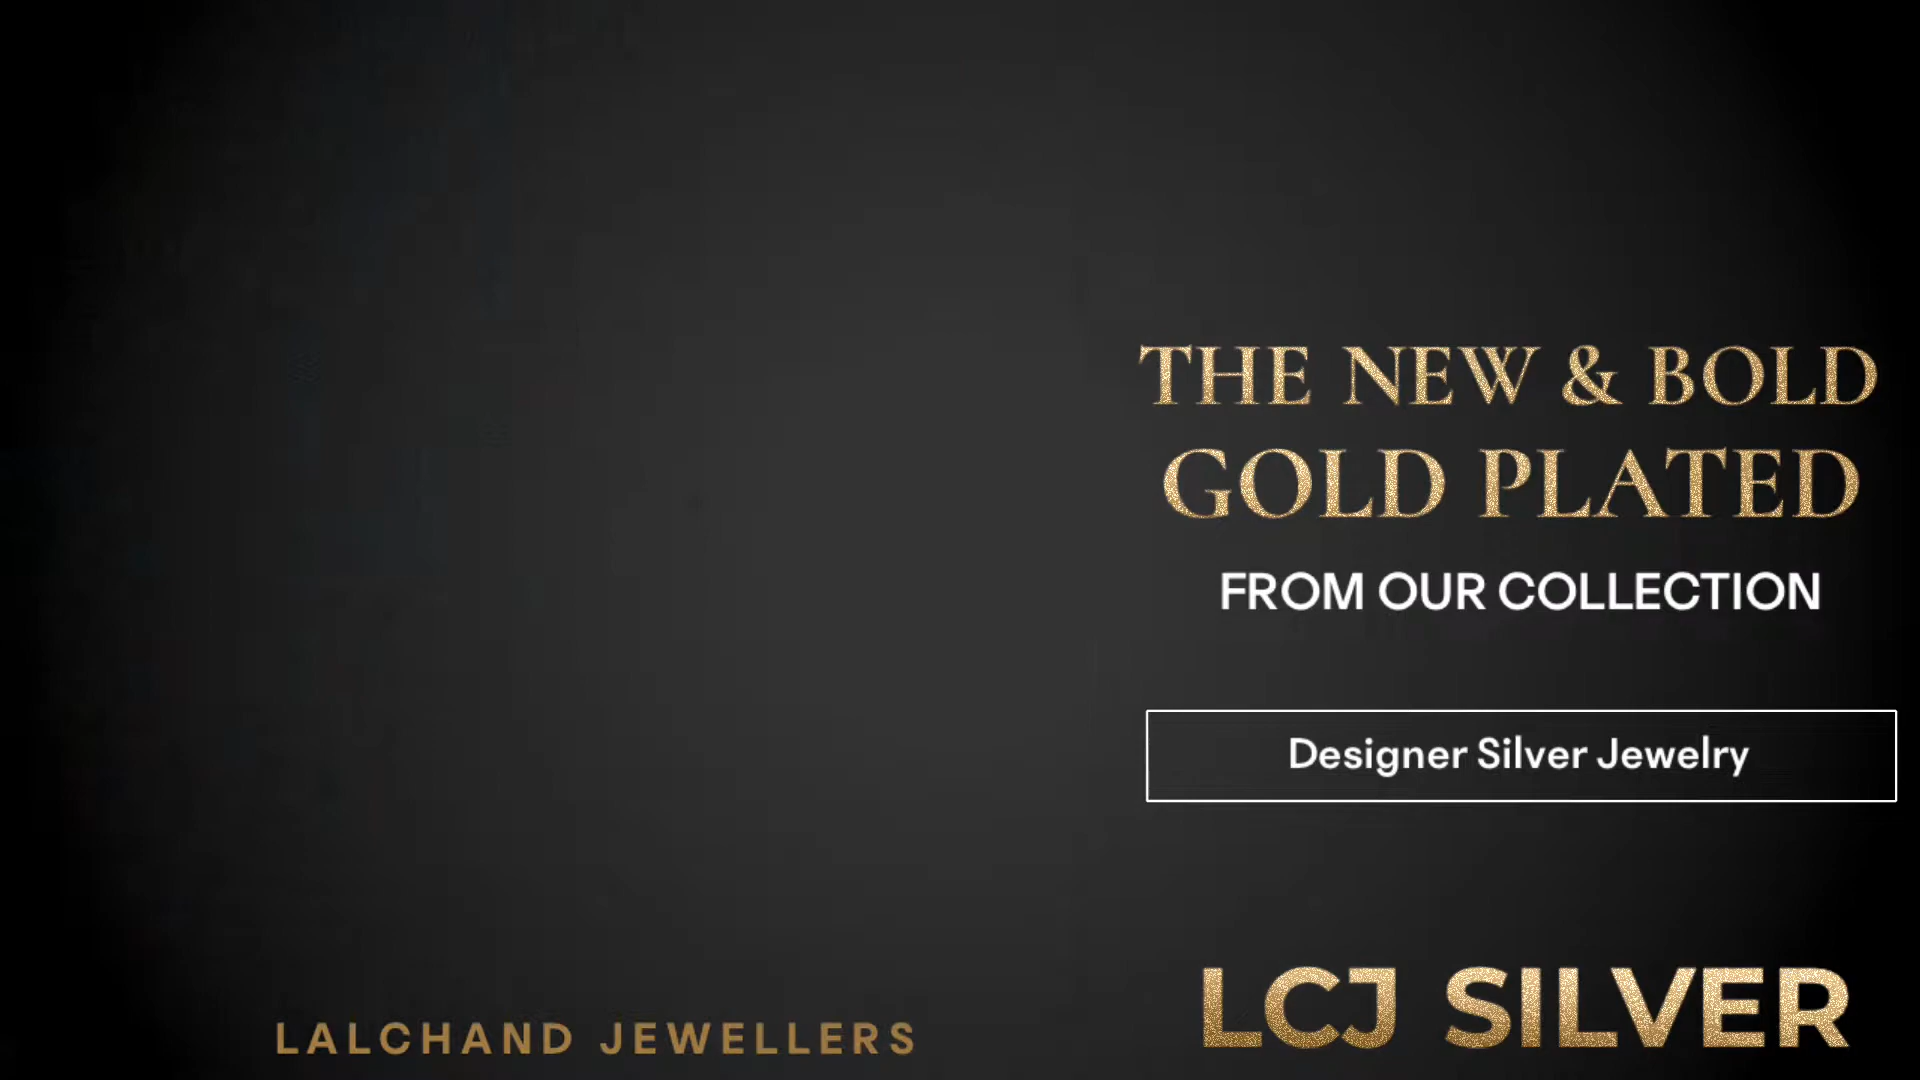 THE NEW & BOLD
GOLD PLATED
FROM OUR COLLECTION
Designer Silver Jewelry
LCJ SILVER
LALCHAND JEWELLERS